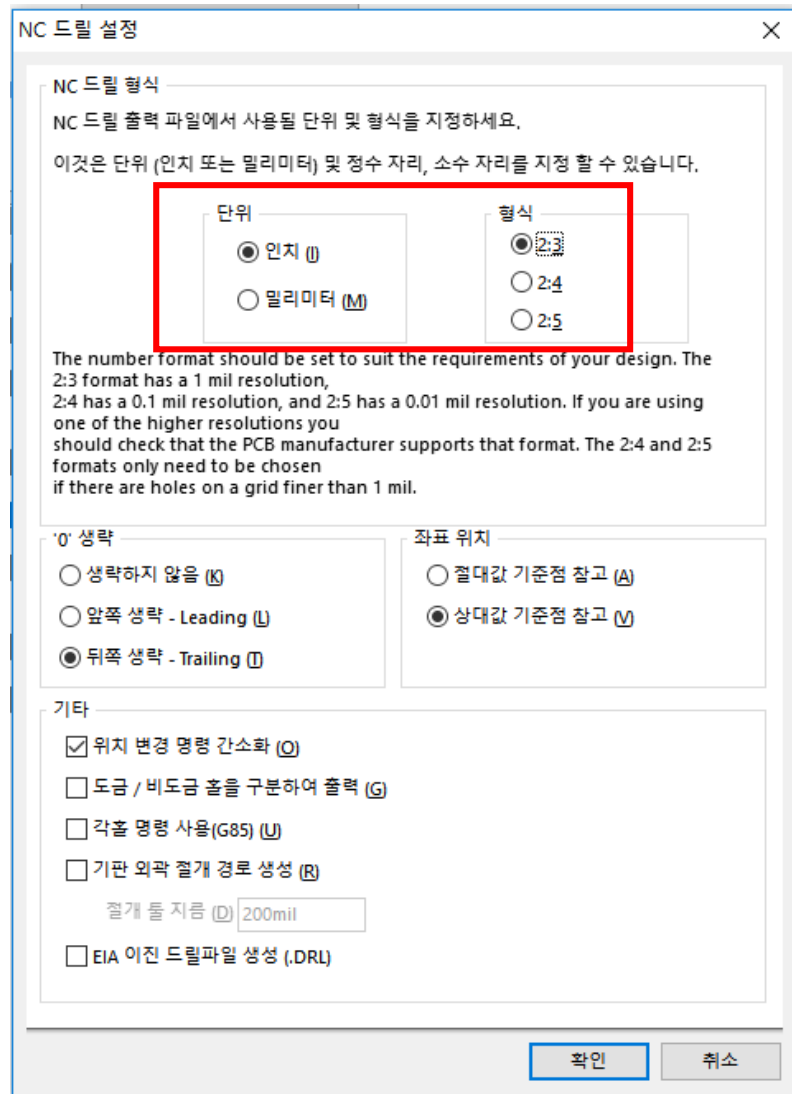 NC 드릴 설정
NC 드릴 형식
NC 드릴 출력 파일에서 사용될 단위 및 형식을 지정하세요.
이것은 단위 (인치 또는 밀리미터) 및 정수 자리, 소수 자리를 지정 할 수 있습니다.
단위
인치 (I)
밀리미터 (M)
형식
2:3
2:4
2:5
The number format should be set to suit the requirements of your design. The
2:3 format has a 1 mil resolution,
2:4 has a 0.1 mil resolution, and 2:5 has a 0.01 mil resolution. If you are using
one of the higher resolutions you
should check that the PCB manufacturer supports that format. The 2:4 and 2:5
formats only need to be chosen
if there are holes on a grid finer than 1 mil.
'0' 생략
생략하지 않음 (K)
앞쪽 생략 - Leading (L)
뒤쪽 생략 - Trailing (T)
좌표 위치
절대값 기준점 참고 (A)
상대값 기준점 참고 (V)
기타
위치 변경 명령 간소화 (O)
도금 / 비도금 홀을 구분하여 출력 (G)
각홀 명령 사용(G85) (U)
기판 외곽 절개 경로 생성 (R)
절개 툴 지름 (D) 200mil
EIA 이진 드릴파일 생성 (.DRL)
확인
취소